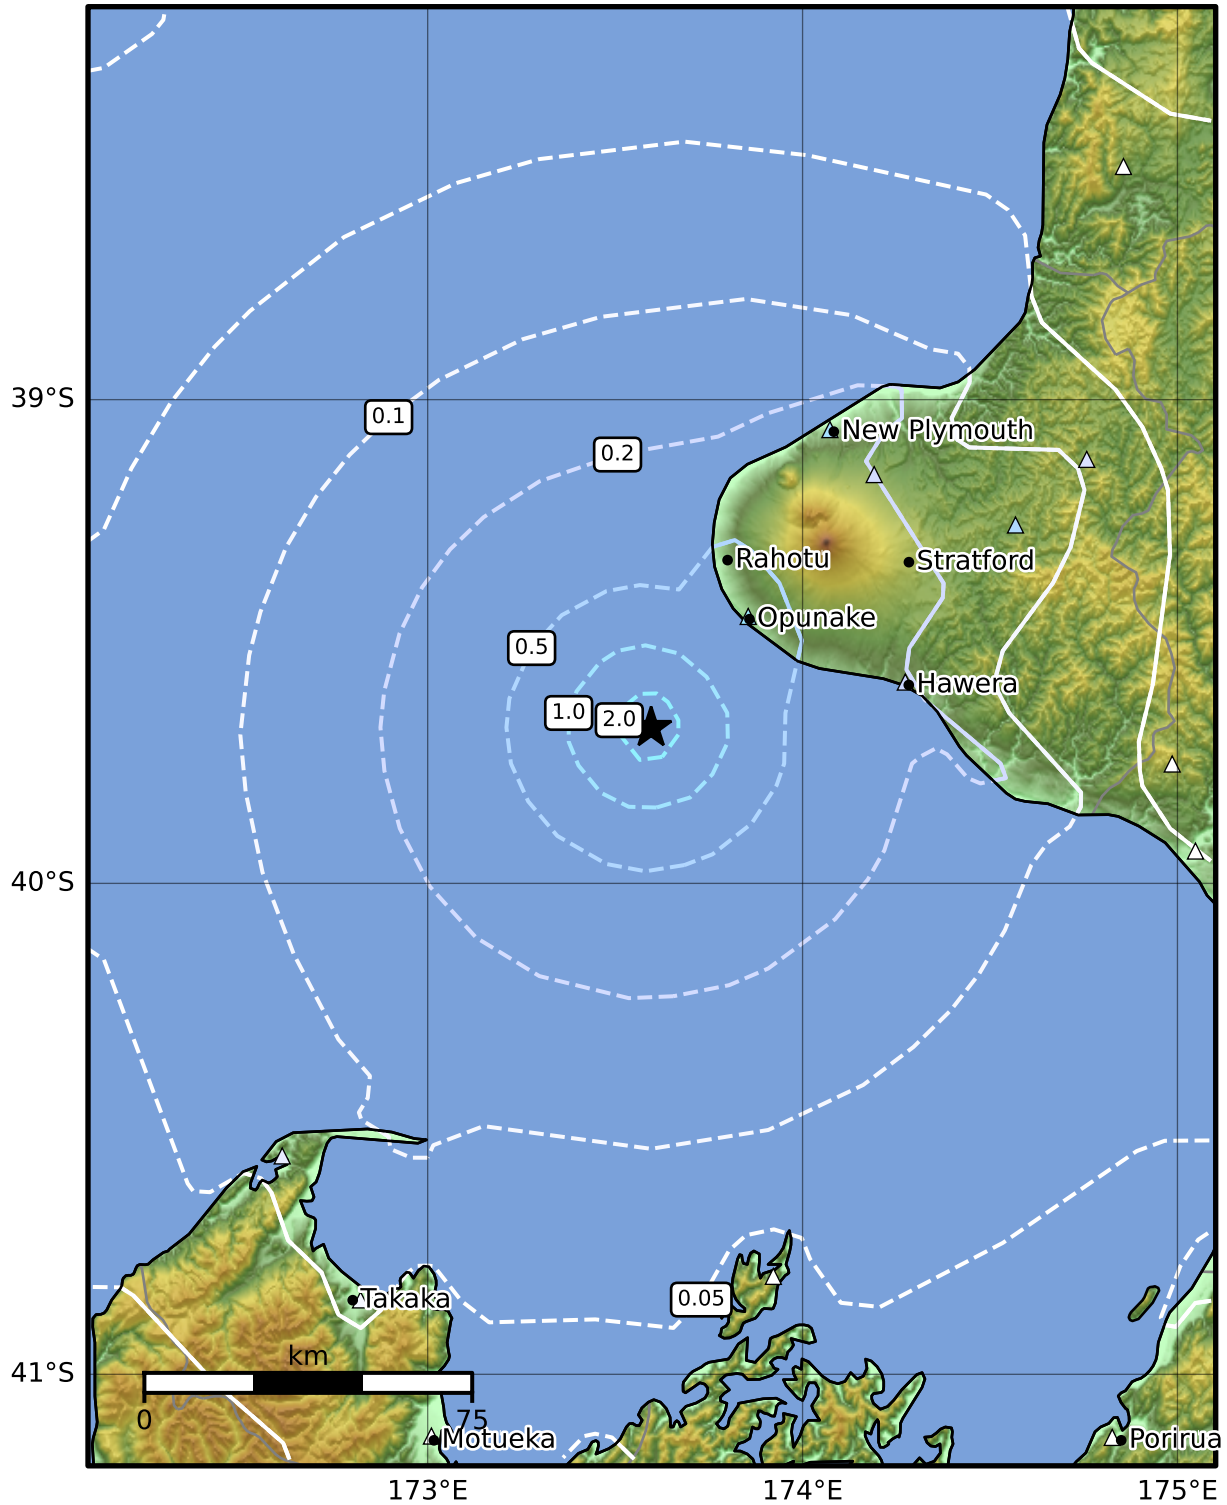 0.1
39°S
New Plymouth
0.2
Rahotu
Stratford
Opunake
0.5
Hawera
1.0
2.0
40°S
Takaka
0.05
km
41°S
0
75
Motueka
Porirua
173°E
174°E
175°E